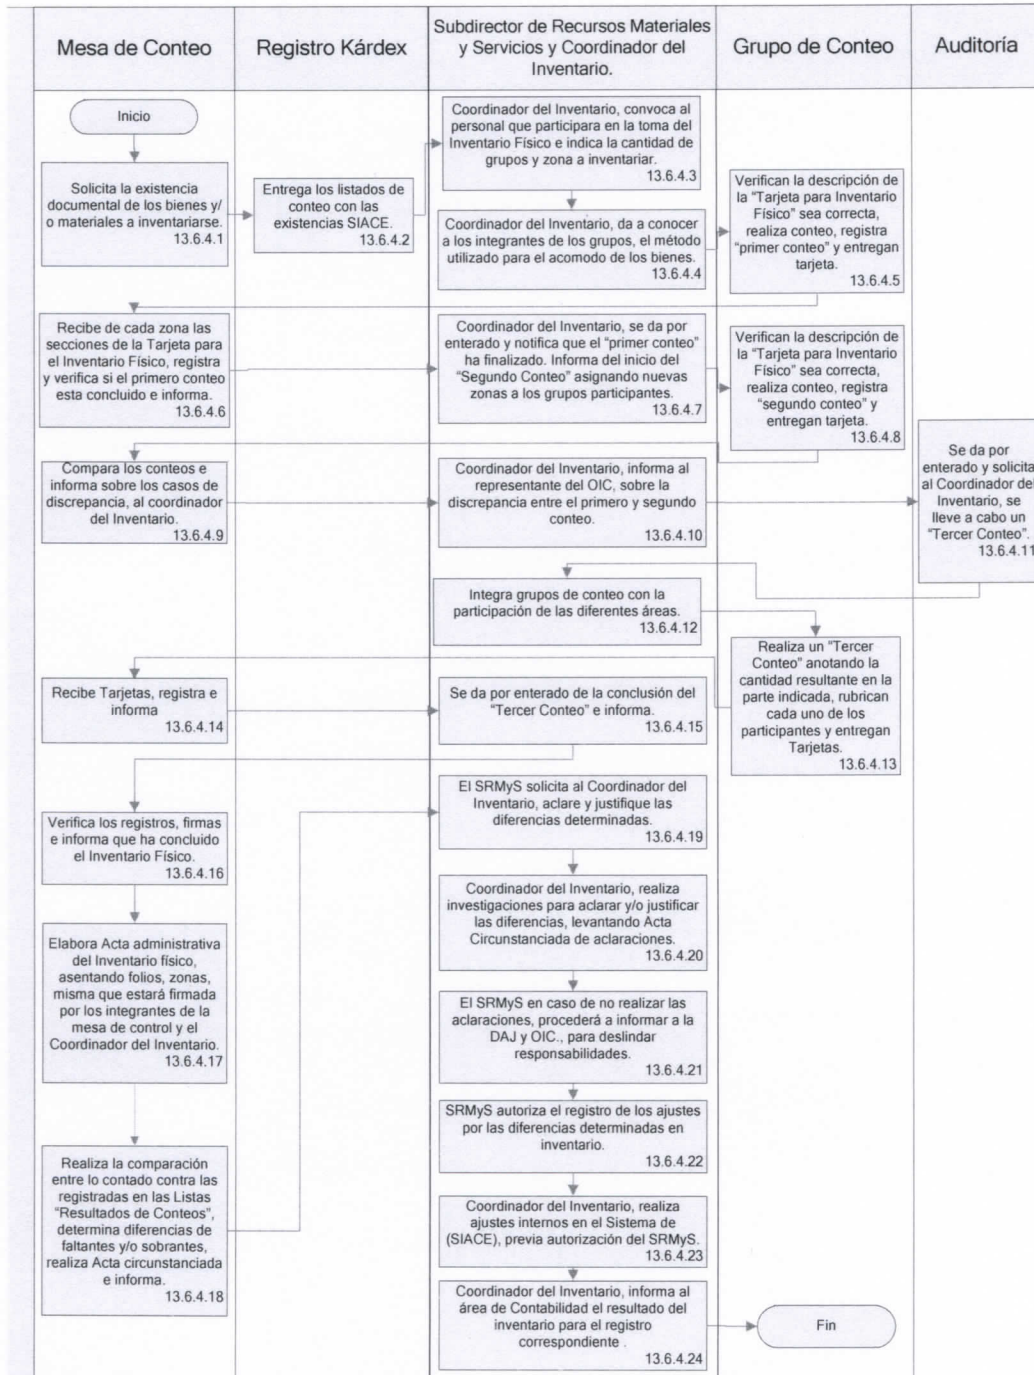 Mesa de Conteo
Registro Kárdex
Subdirector de Recursos Materiales
y Servicios y Coordinador del
Inventario.
Grupo de Conteo
Auditoría
Inicio
Solicita la existencia
documental de los bienes y/
o materiales a inventariarse.
13.6.4.1
Entrega los listados de
conteo con las
existencias SIACE.
13.6.4.2
Coordinador del Inventario, convoca al
personal que participara en la toma del
Inventario Físico e indica la cantidad de
grupos y zona a inventariar.
13.6.4.3
Coordinador del Inventario, da a conocer
a los integrantes de los grupos, el método
utilizado para el acomodo de los bienes.
13.6.4.4
Verifican la descripción de
la “Tarjeta para Inventario
Físico” sea correcta,
realiza conteo, registra
“primer conteo” y entregan
tarjeta.
13.6.4.5
Recibe de cada zona las
secciones de la Tarjeta para
el Inventario Físico, registra
y verifica si el primero conteo
esta concluido e informa.
13.6.4.6
Coordinador del Inventario, se da por
enterado y notifica que el “primer conteo”
ha finalizado. Informa del inicio del
“Segundo Conteo” asignando nuevas
zonas a los grupos participantes.
13.6.4.7
Verifican la descripción de
la “Tarjeta para Inventario
Físico” sea correcta,
realiza conteo, registra
“segundo conteo” y
entregan tarjeta.
13.6.4.8
Compara los conteos e
informa sobre los casos de
discrepancia, al coordinador
del Inventario.
13.6.4.9
Coordinador del Inventario, informa al
representante del OIC, sobre la
discrepancia entre el primero y segundo
conteo.
13.6.4.10
Se da por
enterado y solicita
al Coordinador del
Inventario, se
lleve a cabo un
“Tercer Conteo”.
13.6.4.11
Integra grupos de conteo con la
participación de las diferentes áreas.
13.6.4.12
Realiza un “Tercer
Conteo” anotando la
cantidad resultante en la
parte indicada, rubrican
cada uno de los
participantes y entregan
Tarjetas.
13.6.4.13
Recibe Tarjetas, registra e
informa
13.6.4.14
Se da por enterado de la conclusión del
“Tercer Conteo” e informa.
13.6.4.15
Verifica los registros, firmas
e informa que ha concluido
el Inventario Físico.
13.6.4.16
Elabora Acta administrativa
del Inventario físico,
asentando folios, zonas,
misma que estará firmada
por los integrantes de la
mesa de control y el
Coordinador del Inventario.
13.6.4.17
Realiza la comparación
entre lo contado contra las
registradas en las Listas
“Resultados de Conteos”,
determina diferencias de
faltantes y/o sobrantes,
realiza Acta circunstanciada
e informa.
13.6.4.18
El SRMyS solicita al Coordinador del
Inventario, aclare y justifique las
diferencias determinadas.
13.6.4.19
Coordinador del Inventario, realiza
investigaciones para aclarar y/o justificar
las diferencias, levantando Acta
Circunstanciada de aclaraciones.
13.6.4.20
El SRMyS en caso de no realizar las
aclaraciones, procederá a informar a la
DAJ y OIC., para deslindar
responsabilidades.
13.6.4.21
SRMyS autoriza el registro de los ajustes
por las diferencias determinadas en
inventario.
13.6.4.22
Coordinador del Inventario, realiza
ajustes internos en el Sistema de
(SIACE), previa autorización del SRMyS.
13.6.4.23
Coordinador del Inventario, informa al
área de Contabilidad el resultado del
inventario para el registro
correspondiente .
13.6.4.24
Fin